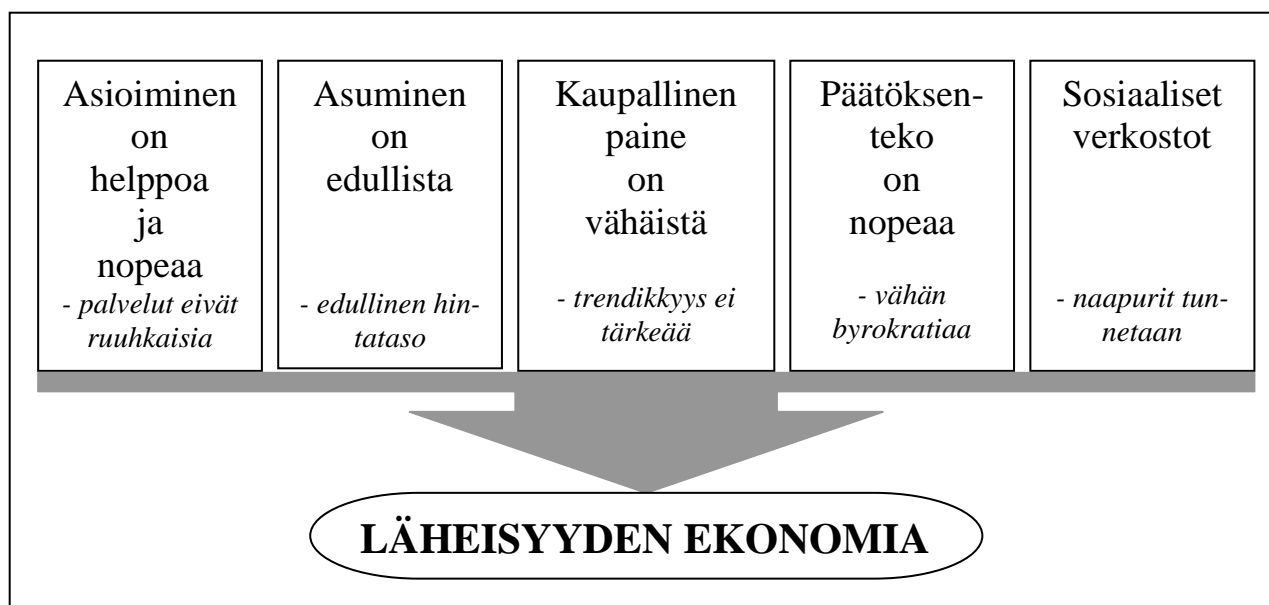 Asioiminen
on
helppoa
ja
nopeaa
- palvelut eivät
ruuhkaisia
Asuminen
on
edullista
- edullinen hin-
tataso
Kaupallinen
paine
on
vähäistä
- trendikkyys ei
tärkeää
Päätöksen-
teko
on
nopeaa
- vähän
byrokratiaa
Sosiaaliset
verkostot
- naapurit tun-
netaan
LÄHEISYYDEN EKONOMIA